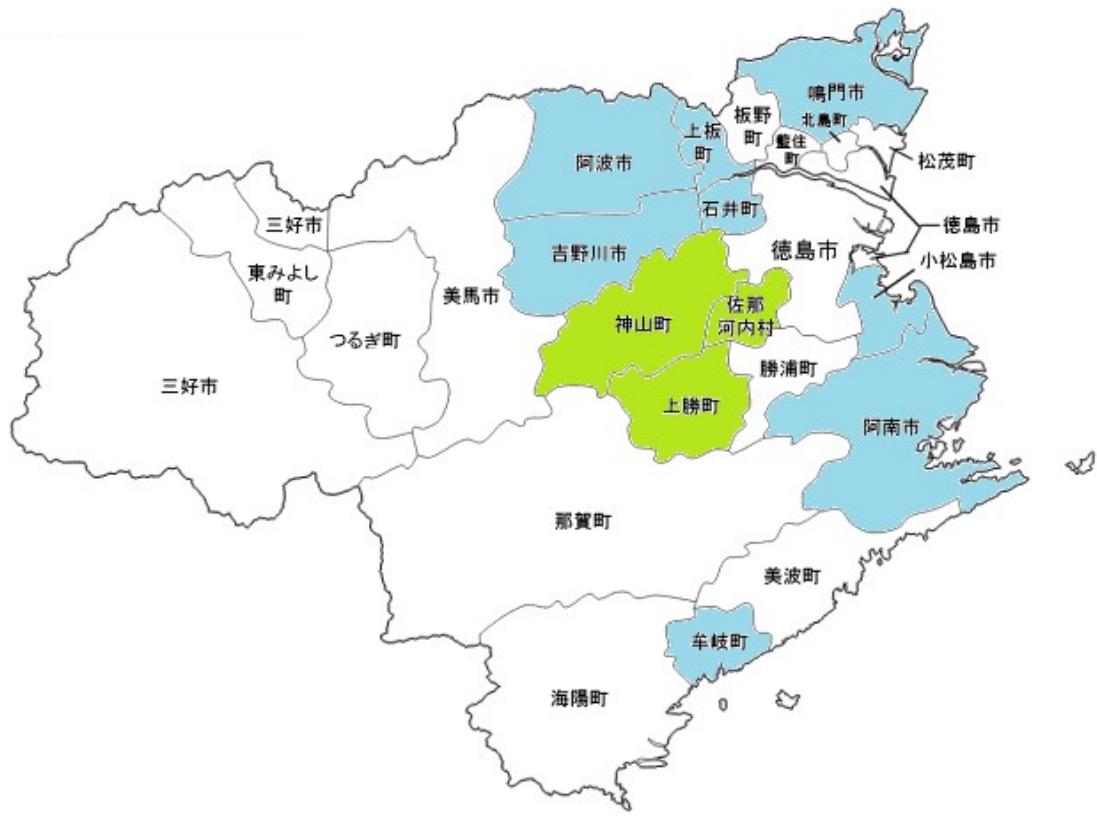 鳴門市
板野
町
北島町
上板
町
藍住
町
阿波市
松茂町
石井町
三好市
徳島市
吉野川市
徳島市
小松島市
東みよし
町
美馬市
佐那
河内村
神山町
つるぎ町
勝浦町
三好市
上勝町
阿南市
那賀町
美波町
牟岐町
海陽町